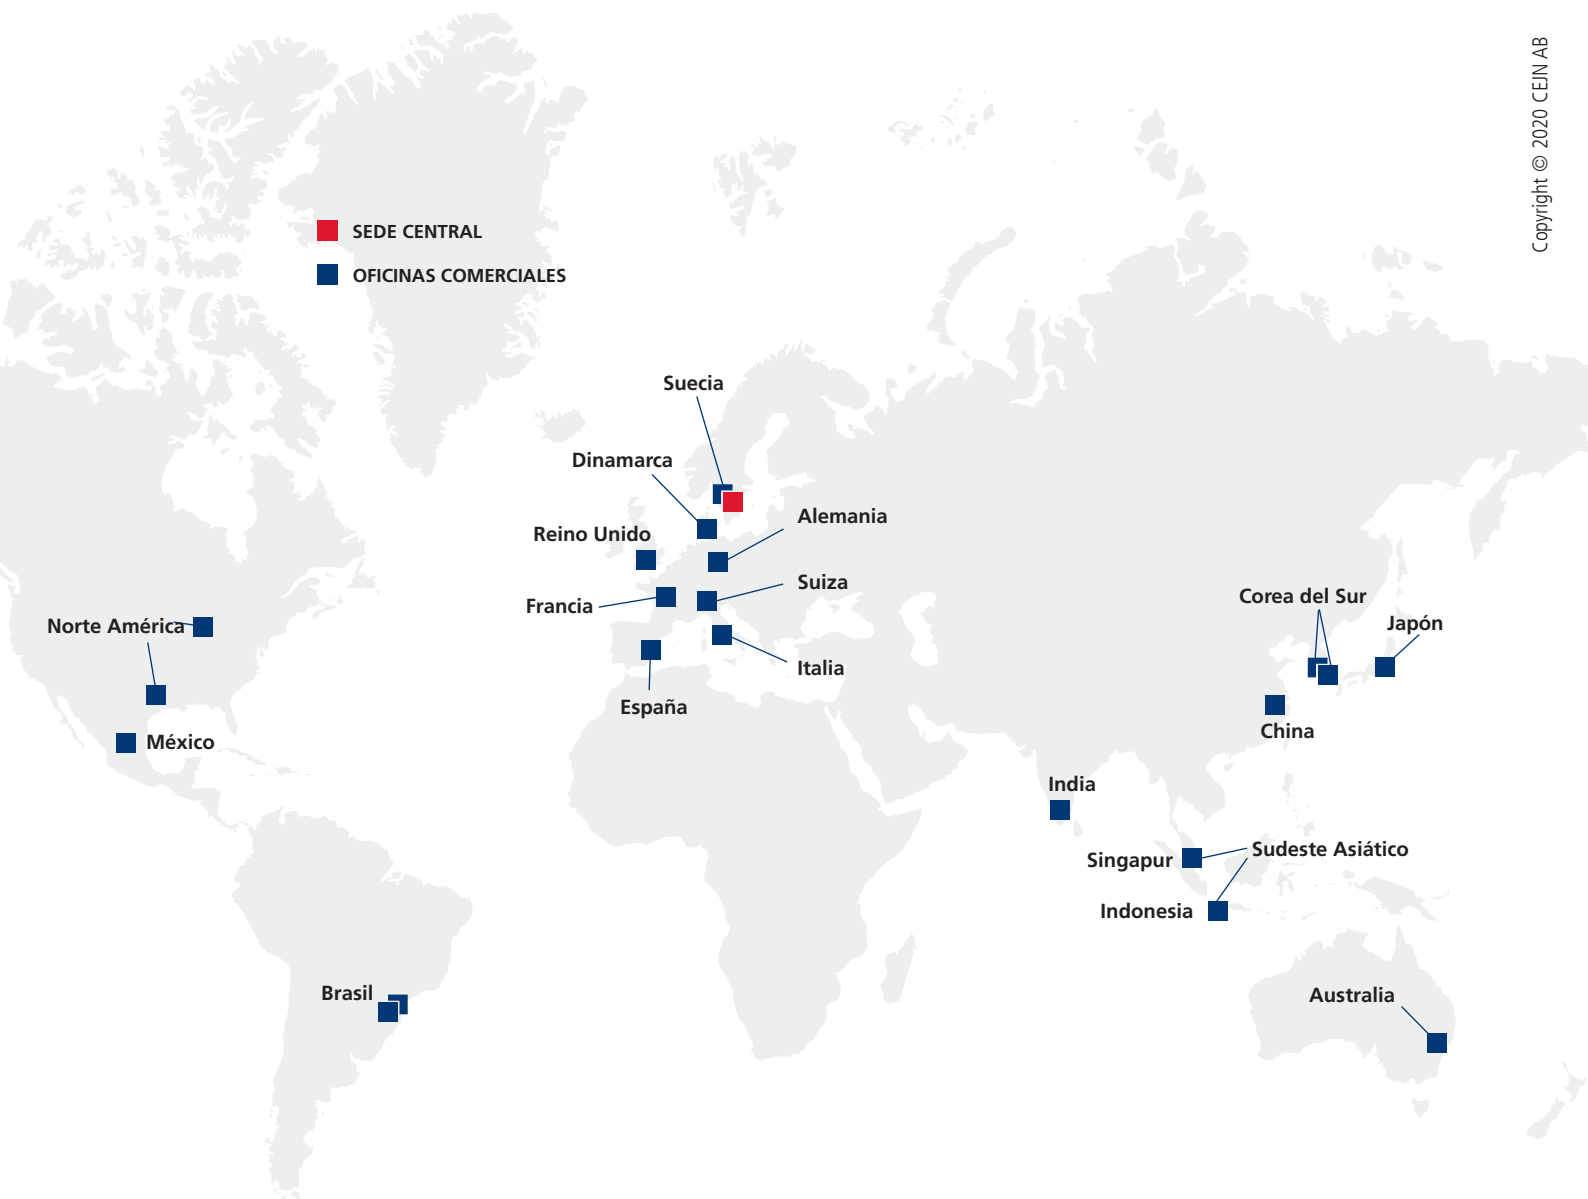 Copyright © 2020 CEJN AB
SEDE CENTRAL
OFICINAS COMERCIALES
Suecia
Dinamarca
Alemania
Reino Unido
Suiza
Francia
Corea del Sur
Japón
Norte América
Italia
España
China
México
India
Sudeste Asiático
Singapur
Indonesia
Brasil
Australia